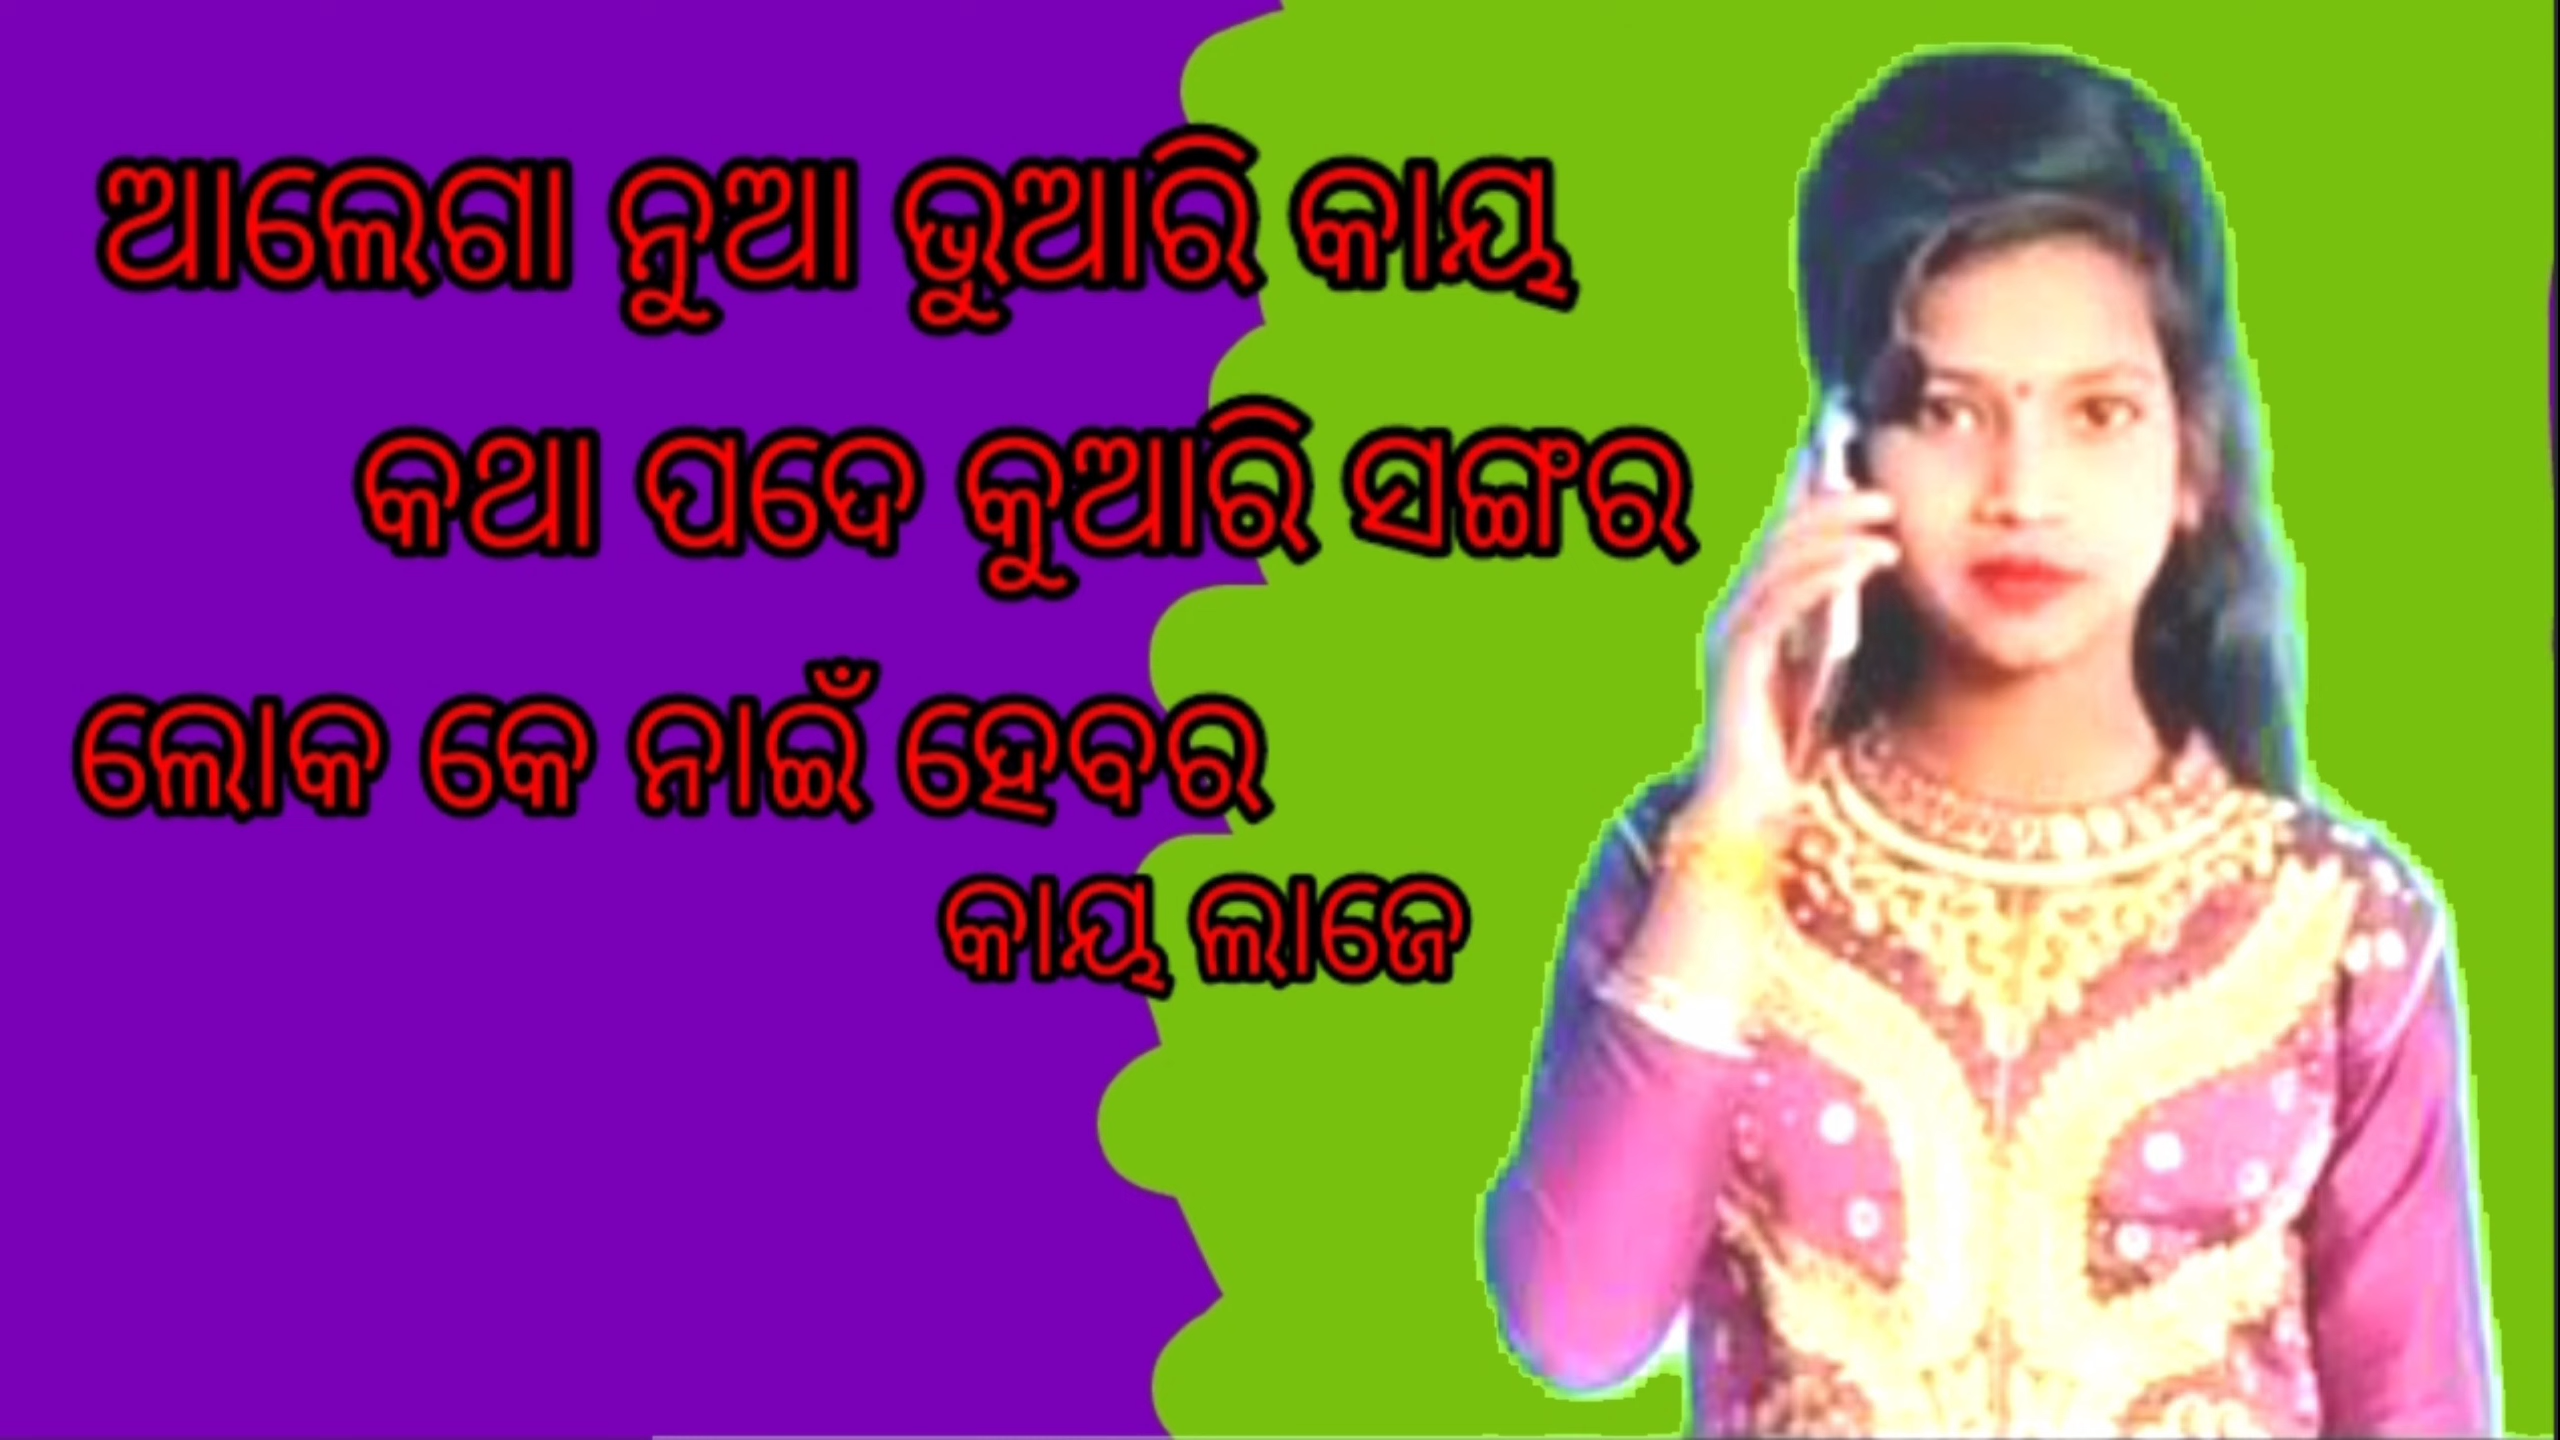 ଆଲେଗା ନୁଆ ଭୁଆରି କାୟ
କଥା ପଦେ କୁଆରି ସଙ୍ଗର
ଲୋକ କେ ନାଇଁ ହେବର
କାୟ ଲାଜେ